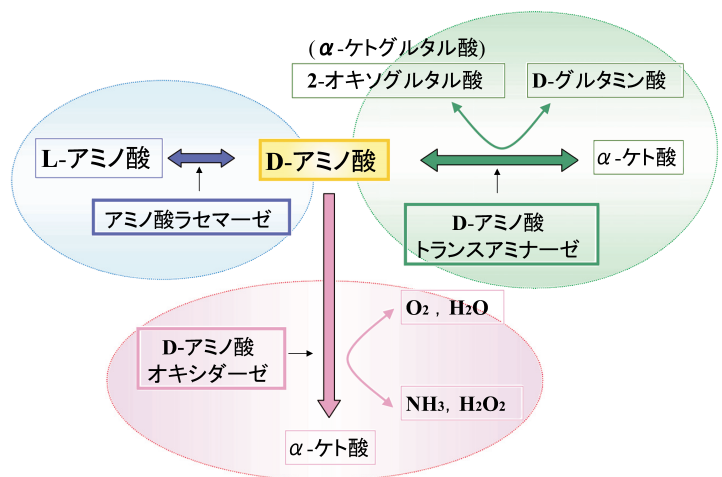 (α-ケトグルタル酸)
2-オキソグルタル酸
D-グルタミン酸
L-アミノ酸
D-アミノ酸
α-ケト酸
アミノ酸ラセマーゼ
D-アミノ酸
トランスアミナーゼ
O₂ , H₂O
D-アミノ酸
オキシダーゼ
NH₃, H₂O₂
α-ケト酸